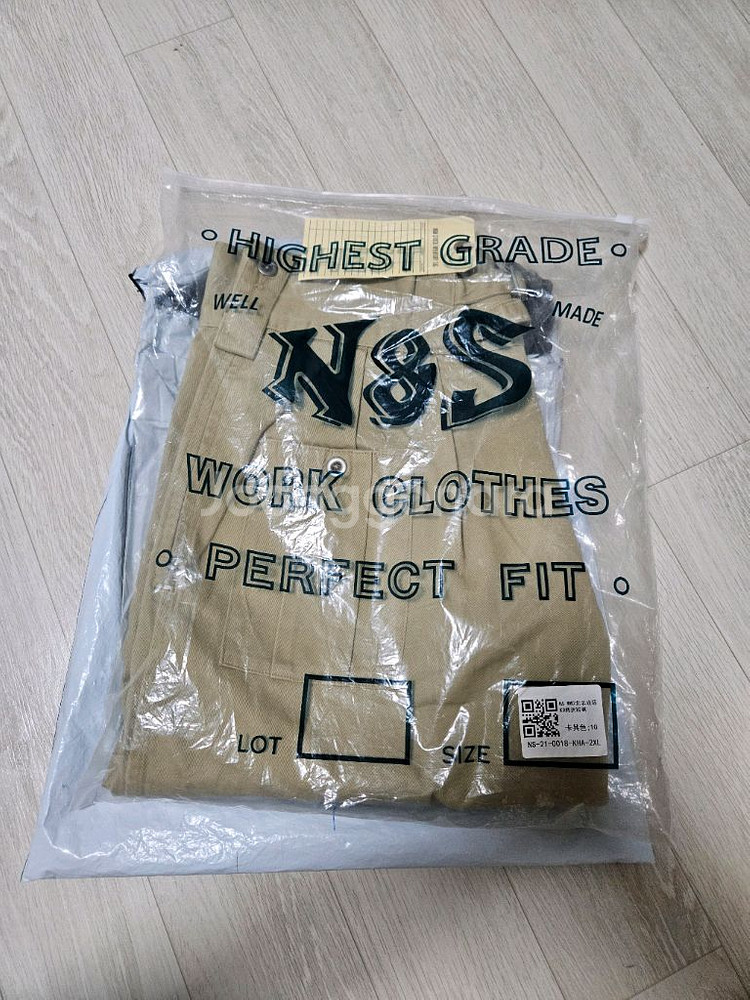 HIGHEST GRADE
WELL
MADE
N&S
WORK CLOTHES
PERFECT FIT
LOT
SIZE
NS-21-0018-KHA-2XL